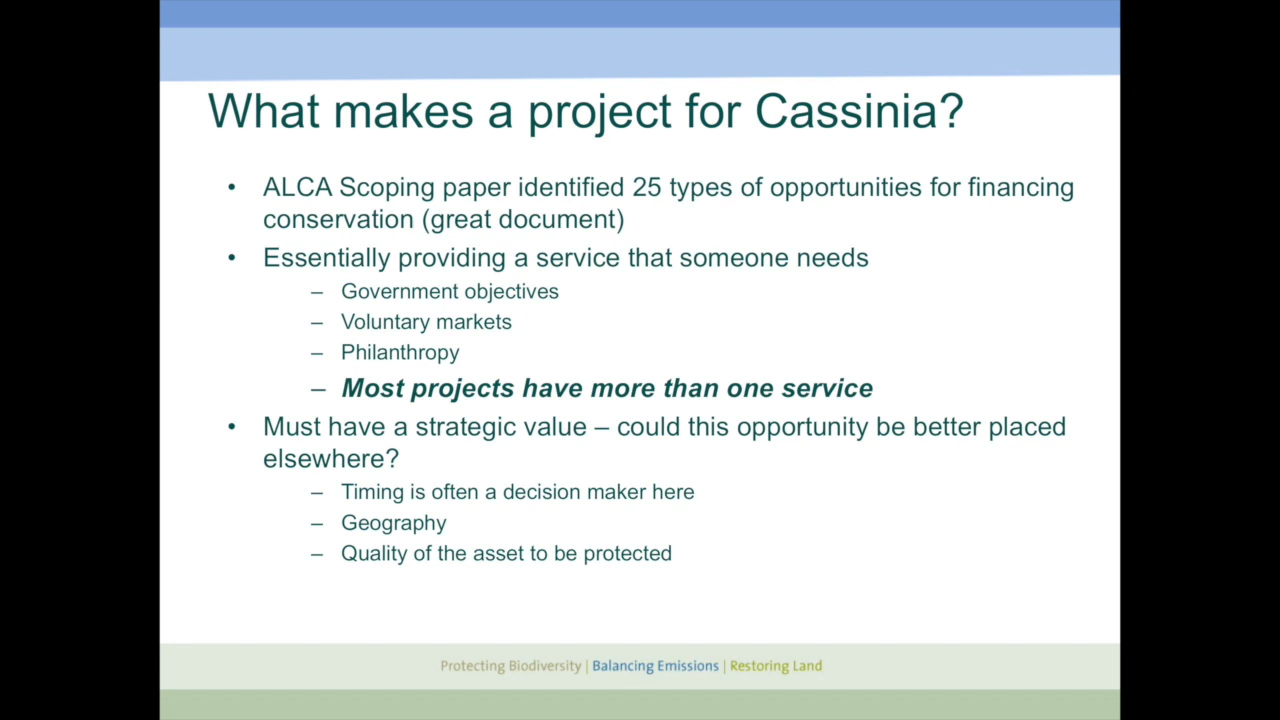 What makes a project for Cassinia?
• ALCA Scoping paper identified 25 types of opportunities for financing
conservation (great document)
• Essentially providing a service that someone needs
– Government objectives
– Voluntary markets
– Philanthropy
– Most projects have more than one service
• Must have a strategic value – could this opportunity be better placed
elsewhere?
– Timing is often a decision maker here
– Geography
– Quality of the asset to be protected
Protecting Biodiversity | Balancing Emissions | Restoring Land